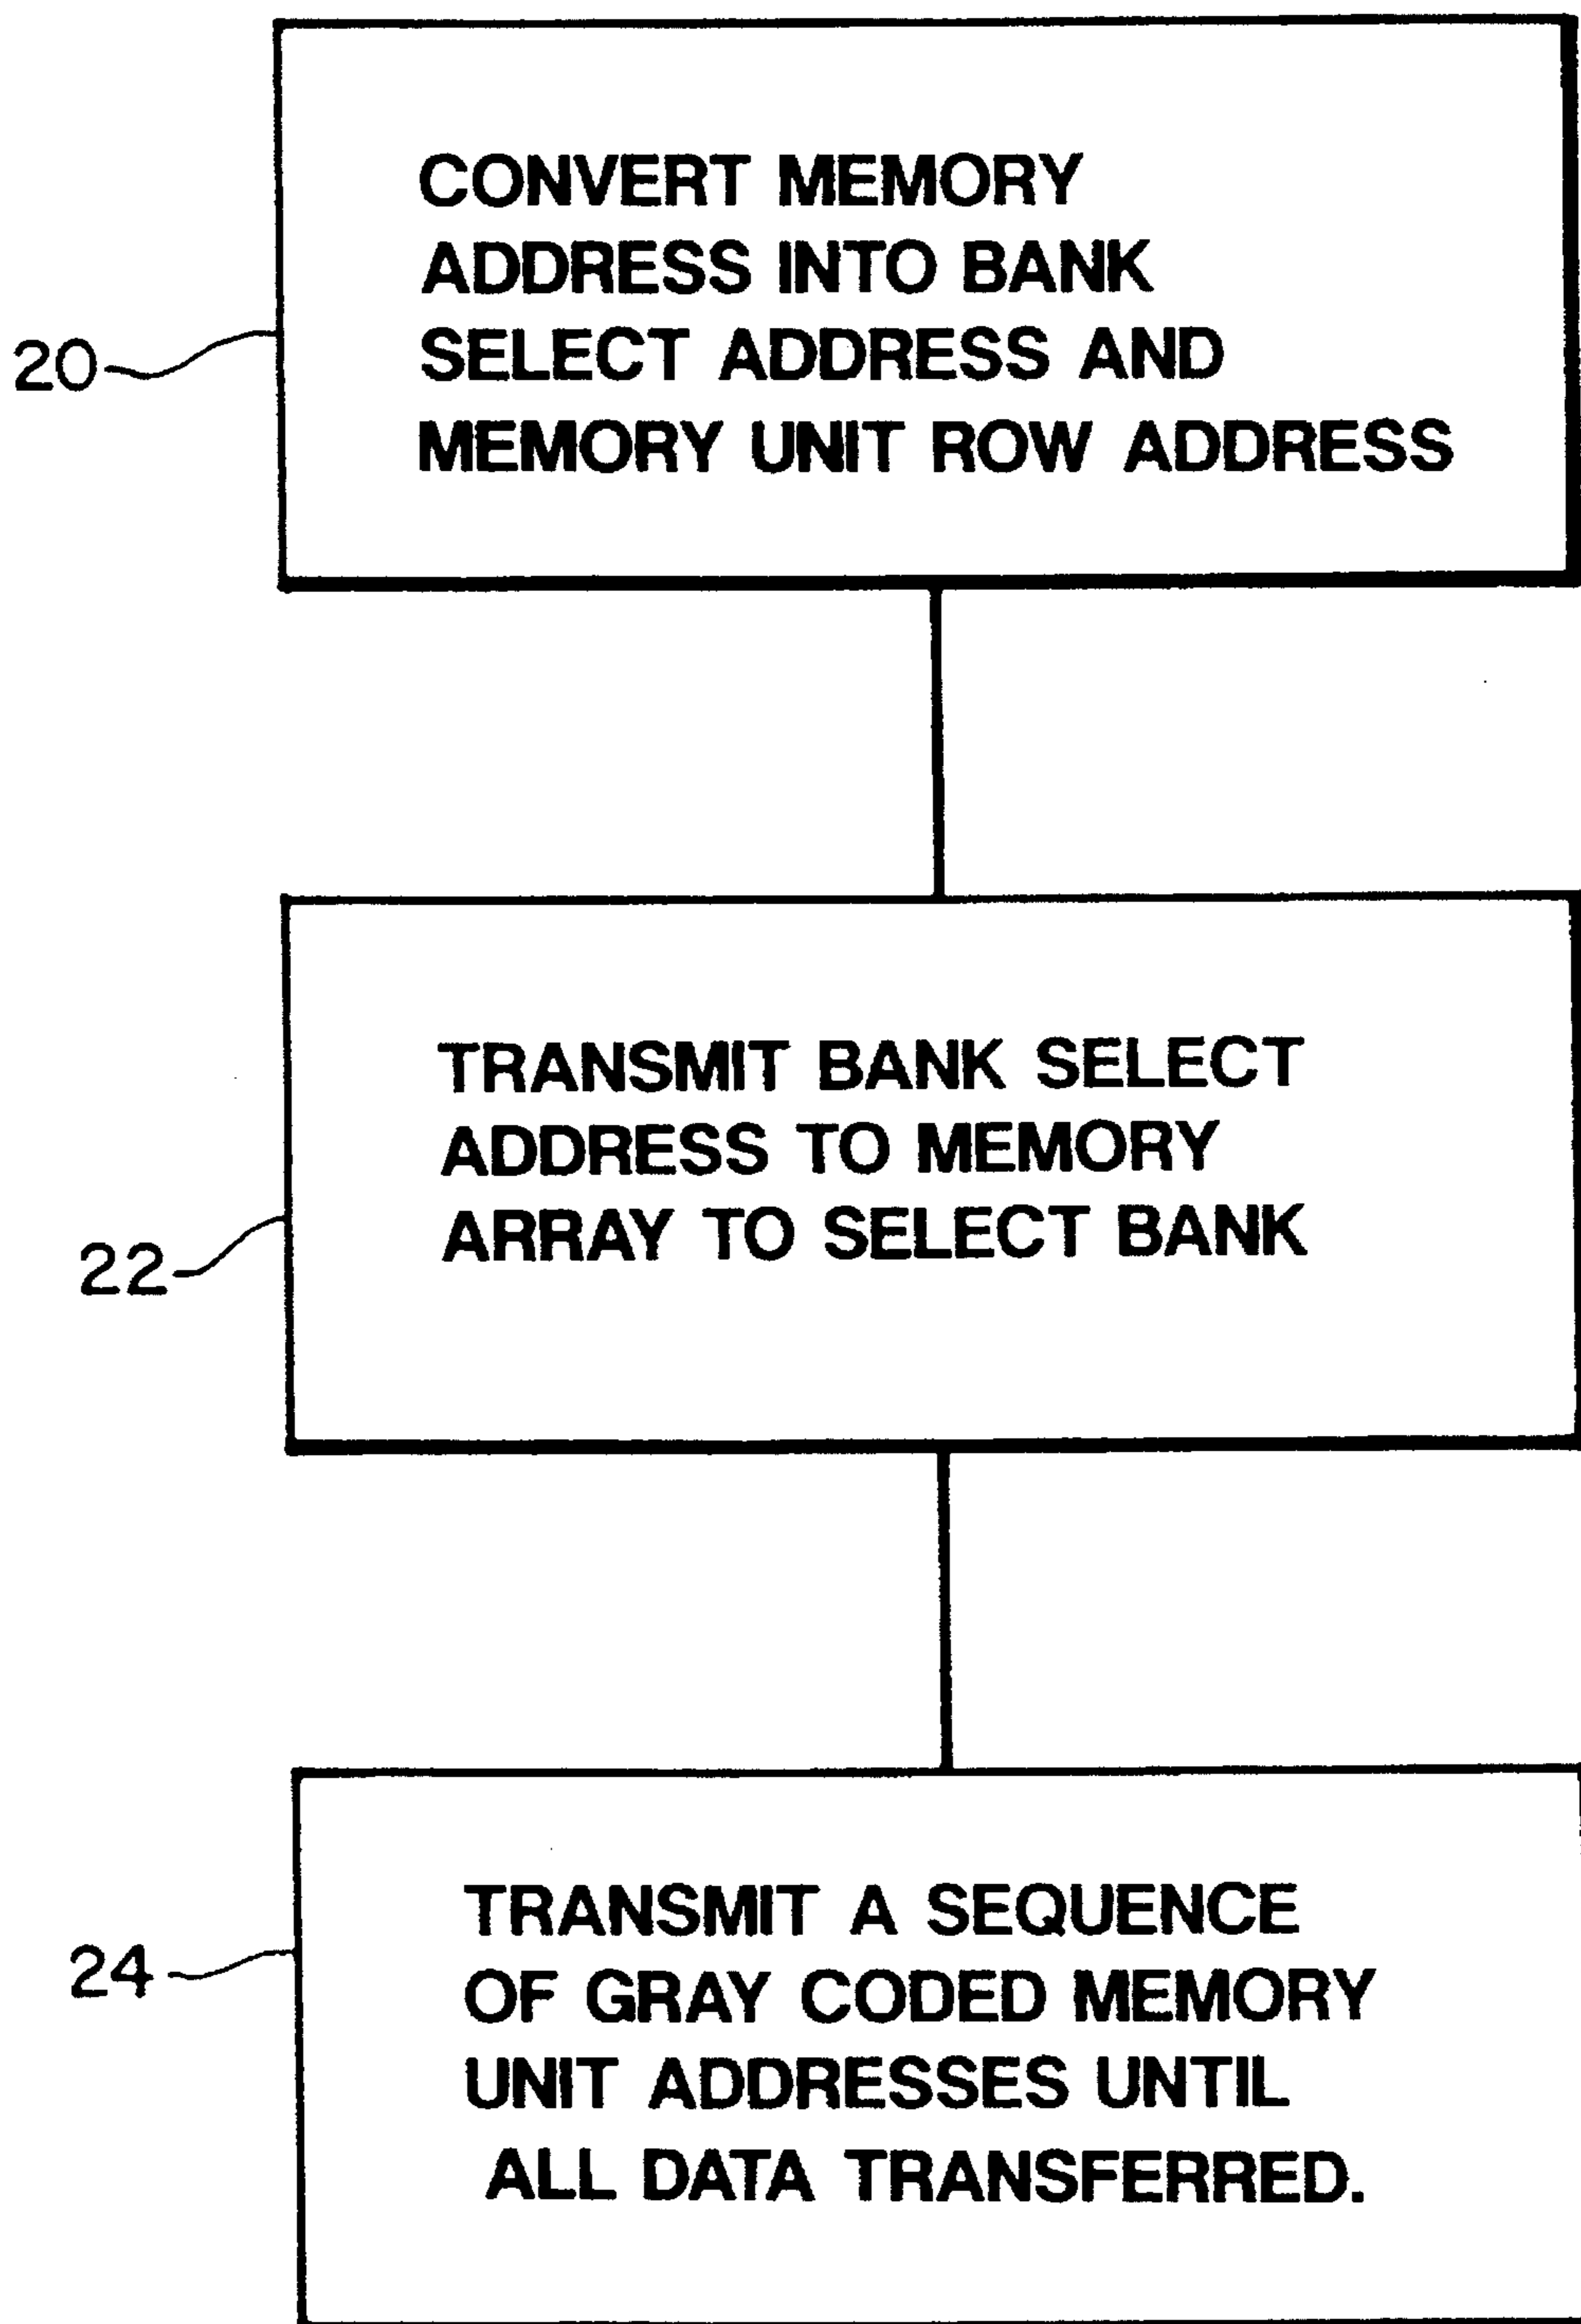 CONVERT MEMORY
ADDRESS INTO BANK
SELECT ADDRESS AND
MEMORY UNIT ROW ADDRESS
20
TRANSMIT BANK SELECT
ADDRESS TO MEMORY
ARRAY TO SELECT BANK
22
TRANSMIT A SEQUENCE
OF GRAY CODED MEMORY
UNIT ADDRESSES UNTIL
ALL DATA TRANSFERRED.
24